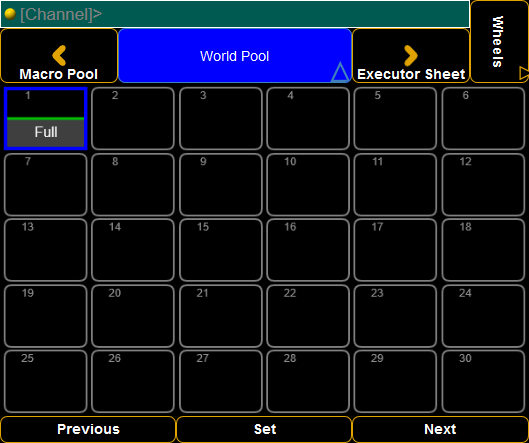 [Channel]>
Wheels
Macro Pool
World Pool
Executor Sheet
1 2 3 4 5 6
Full
7 8 9 10 11 12
13 14 15 16 17 18
19 20 21 22 23 24
25 26 27 28 29 30
Previous Set Next